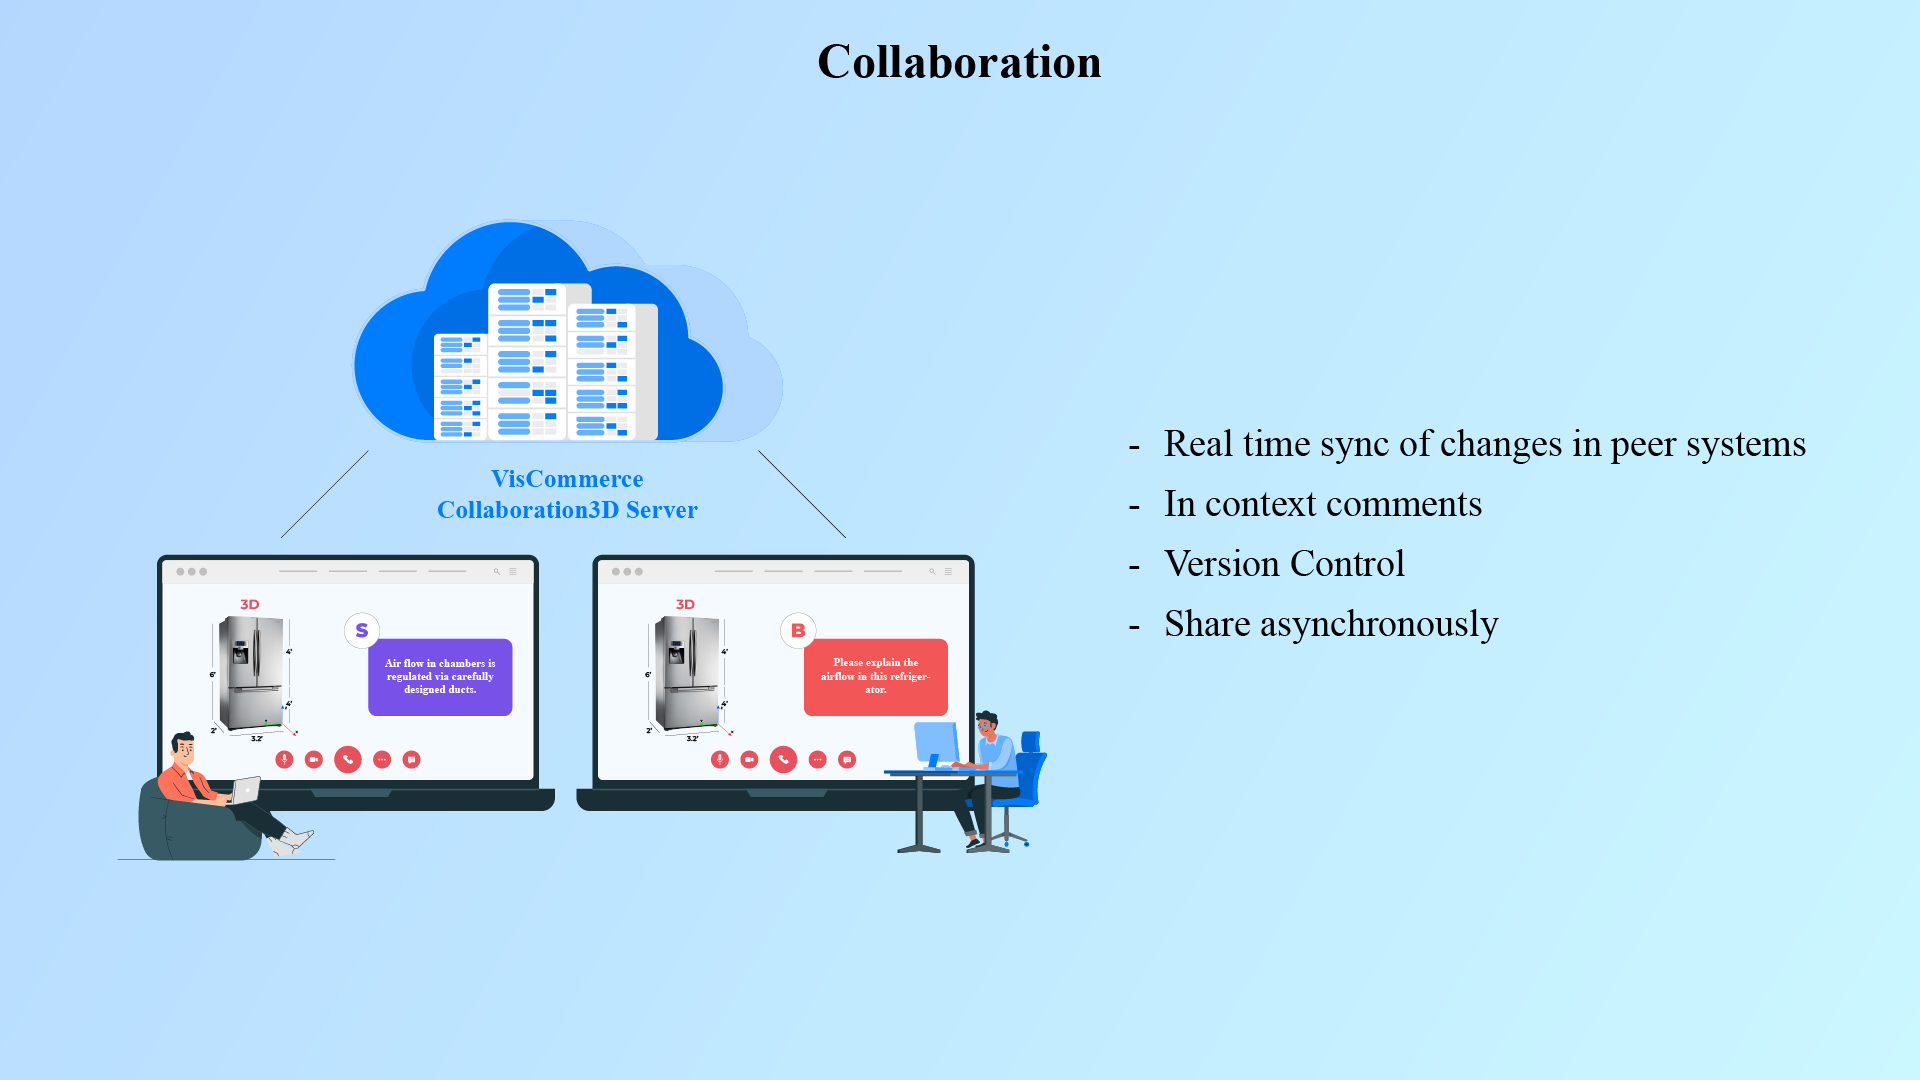 Collaboration
VisCommerce
Collaboration3D Server
3D
6'
4'
4'
2'
3.2'
S
Air flow in chambers is
regulated via carefully
designed ducts.
3D
6'
4'
4'
2'
3.2'
B
Please explain the
airflow in this refriger-
ator.
- Real time sync of changes in peer systems
- In context comments
- Version Control
- Share asynchronously